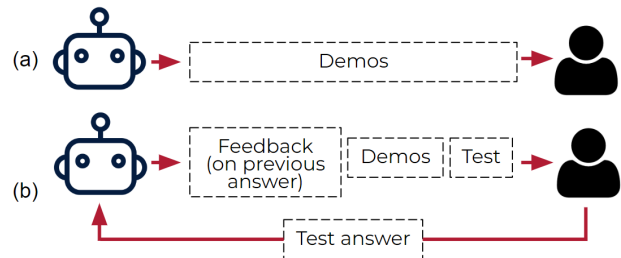 (a)
Demos
Feedback
(on previous
answer)
Demos
Test
(b)
Test answer